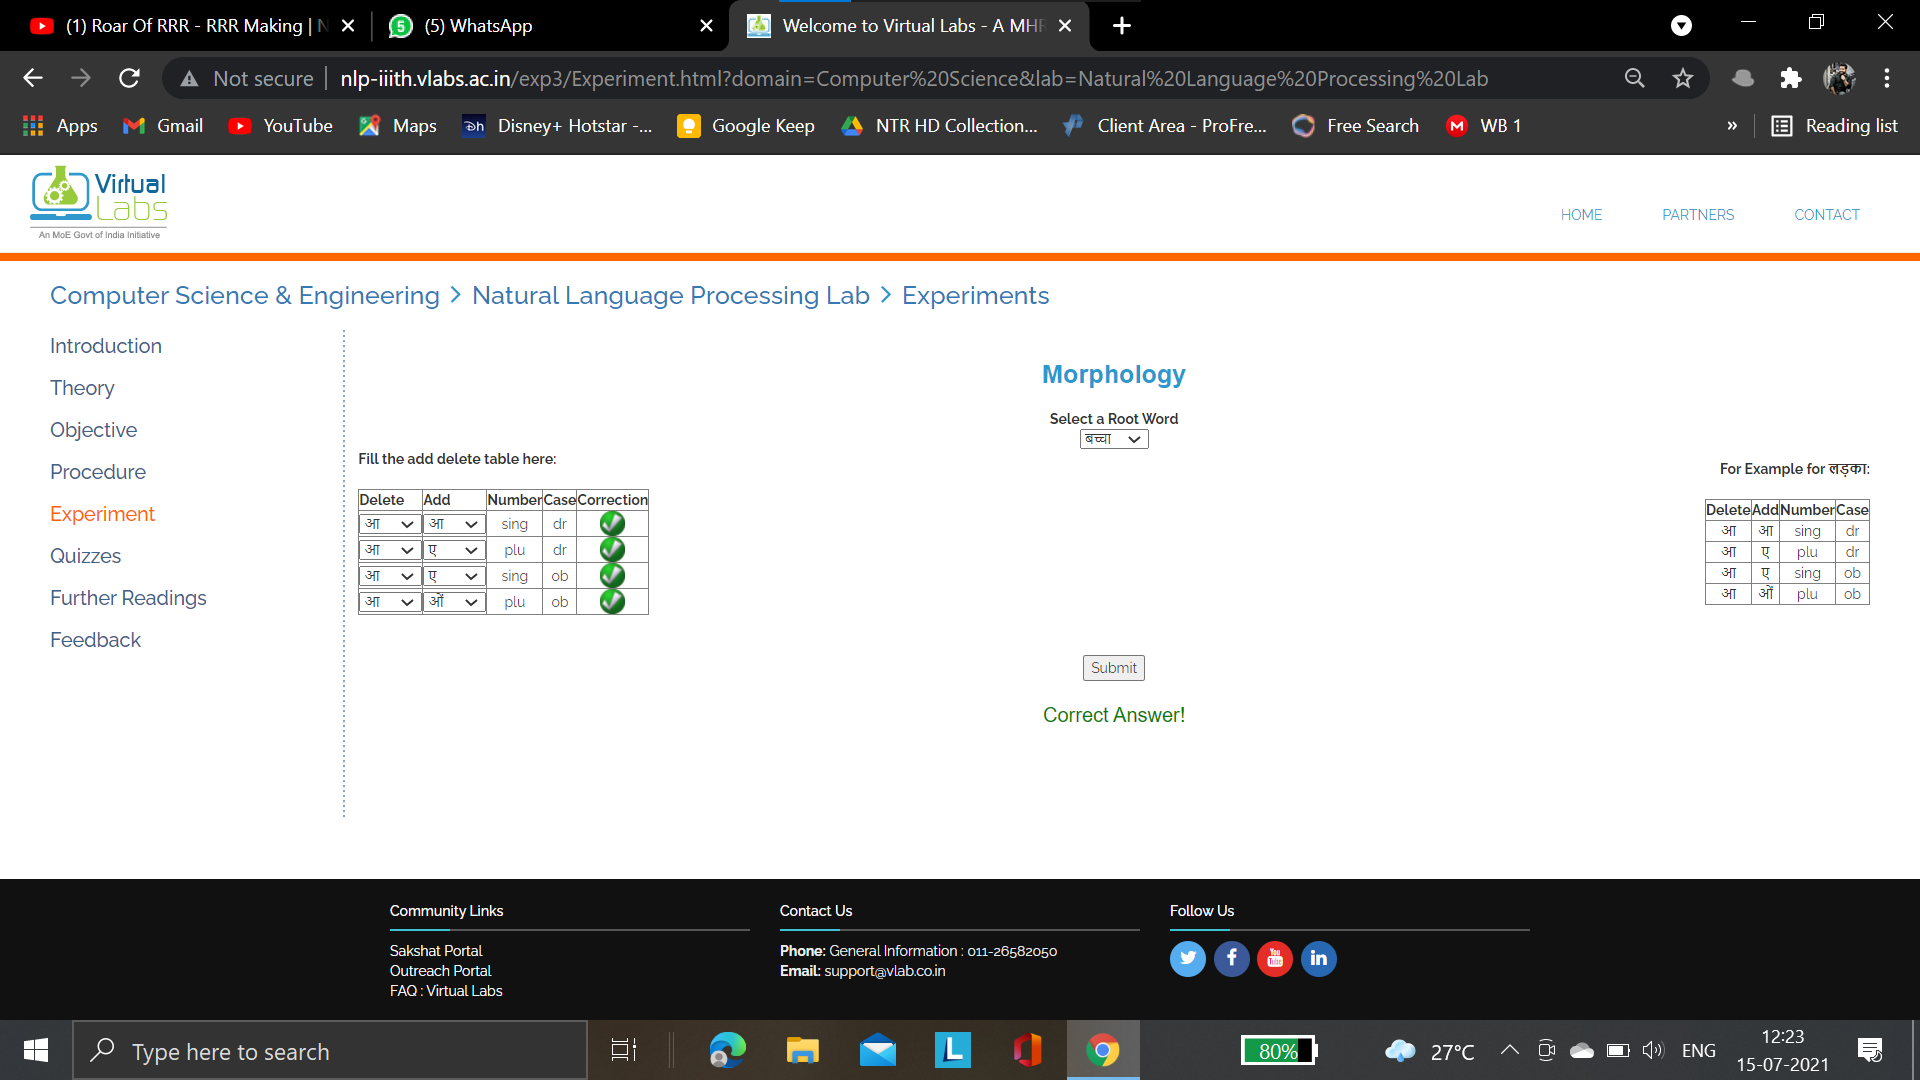 (1) Roar Of RRR - RRR Making | N
(5) WhatsApp
Welcome to Virtual Labs - A MHR
Not secure
nlp-iiith.vlabs.ac.in/exp3/Experiment.html?domain=Computer%20Science&lab=Natural%20Language%20Processing%20Lab
Apps Gmail YouTube Maps Disney+ Hotstar -... Google Keep NTR HD Collection... Client Area - ProFre... Free Search WB 1 » Reading list
Virtual
Labs
An MoE Govt of India Initiative
HOME PARTNERS CONTACT
Computer Science & Engineering > Natural Language Processing Lab > Experiments
Introduction
Theory
Objective
Procedure
Experiment
Quizzes
Further Readings
Feedback
Morphology
Select a Root Word
बच्चा
Fill the add delete table here:
Delete Add Number Case Correction
आ आ sing dr
आ ए plu dr
आ ए sing ob
आ ओं plu ob
For Example for लड़का:
Delete Add Number Case
आ आ sing dr
आ ए plu dr
आ ए sing ob
आ ओं plu ob
Submit
Correct Answer!
Community Links
Sakshat Portal
Outreach Portal
FAQ : Virtual Labs
Contact Us
Phone: General Information : 011-26582050
Email: support@vlab.co.in
Follow Us
Type here to search
80%
27°C
ENG
12:23
15-07-2021